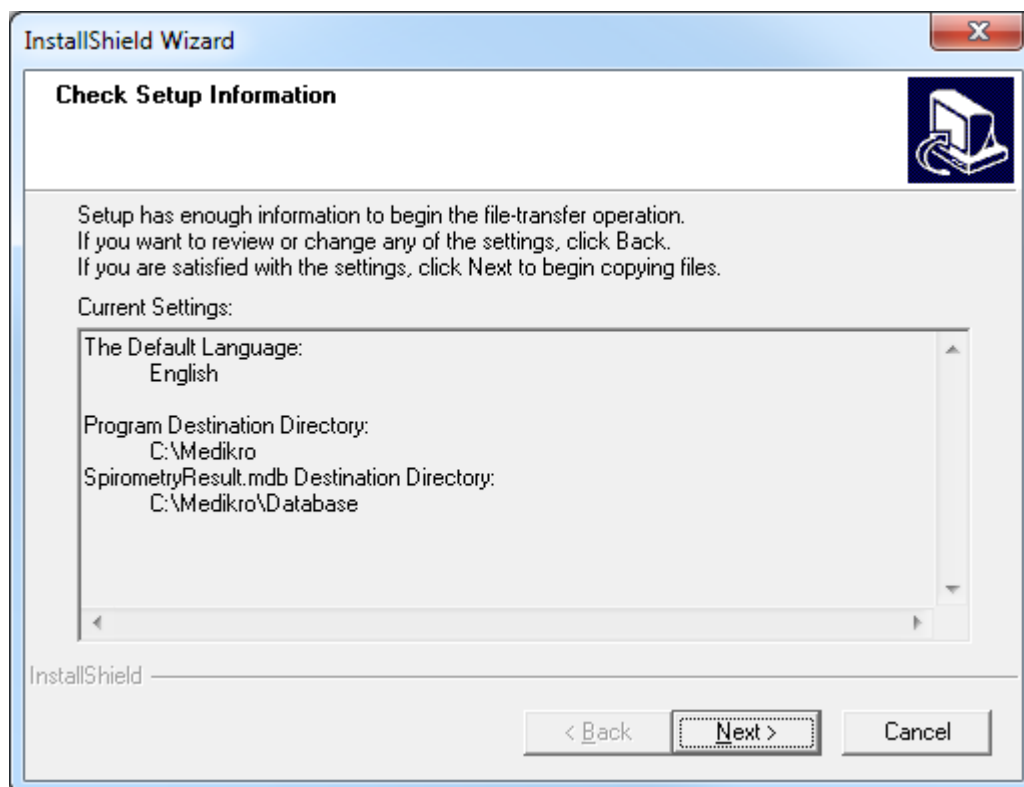 InstallShield Wizard
Check Setup Information
Setup has enough information to begin the file-transfer operation.
If you want to review or change any of the settings, click Back.
If you are satisfied with the settings, click Next to begin copying files.
Current Settings:
The Default Language:
English
Program Destination Directory:
C:\Medikro
SpirometryResult.mdb Destination Directory:
C:\Medikro\Database
InstallShield
< Back
Next >
Cancel